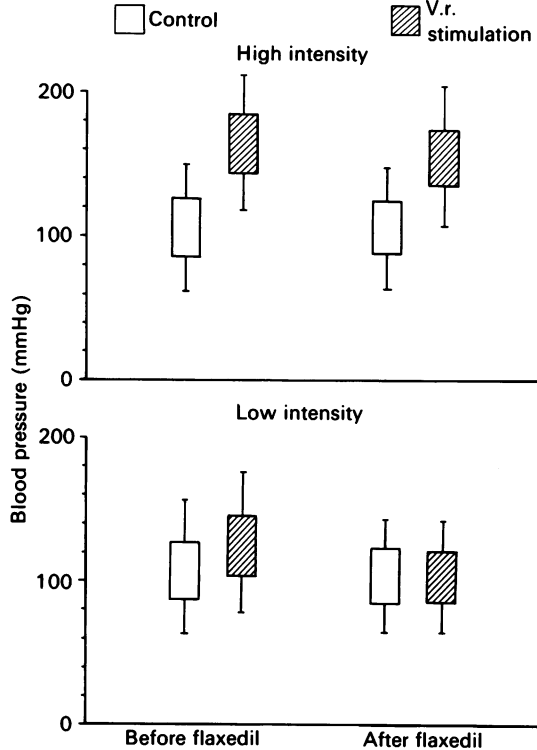 Control
V.r.
stimulation
High intensity
200
100
0
Low intensity
200
100
0
Blood pressure (mmHg)
Before flaxedil
After flaxedil